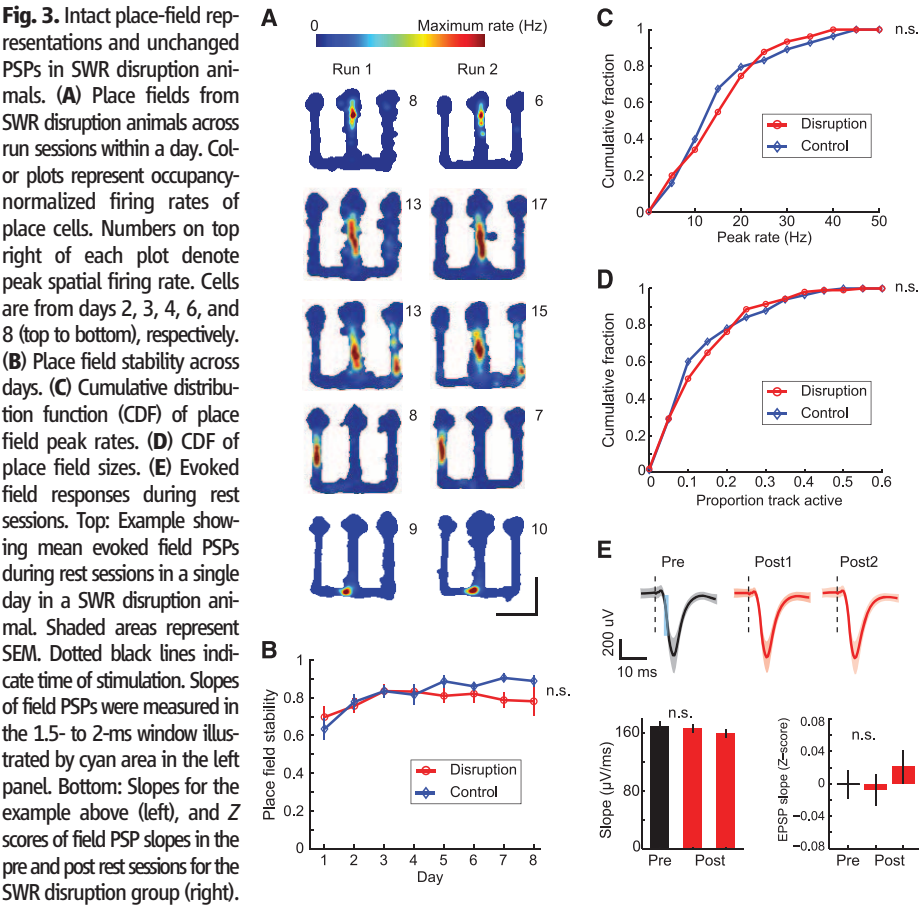 Fig. 3. Intact place-field rep-
resentations and unchanged
PSPs in SWR disruption ani-
mals. (A) Place fields from
SWR disruption animals across
run sessions within a day. Col-
or plots represent occupancy-
normalized firing rates of
place cells. Numbers on top
right of each plot denote
peak spatial firing rate. Cells
are from days 2, 3, 4, 6, and
8 (top to bottom), respectively.
(B) Place field stability across
days. (C) Cumulative distribu-
tion function (CDF) of place
field peak rates. (D) CDF of
place field sizes. (E) Evoked
field responses during rest
sessions. Top: Example show-
ing mean evoked field PSPs
during rest sessions in a single
day in a SWR disruption ani-
mal. Shaded areas represent
SEM. Dotted black lines indi-
cate time of stimulation. Slopes
of field PSPs were measured in
the 1.5- to 2-ms window illus-
trated by cyan area in the left
panel. Bottom: Slopes for the
example above (left), and Z
scores of field PSP slopes in the
pre and post rest sessions for the
SWR disruption group (right).
A
0 Maximum rate (Hz)
Run 1 Run 2
8 6
13 17
13 15
8 7
9 10
B
Place field stability
1
0.8
0.6
0.4
0.2
0
n.s.
Disruption
Control
1 2 3 4 5 6 7 8
Day
C
Cumulative fraction
1
0.8
0.6
0.4
0.2
0
n.s.
Disruption
Control
10 20 30 40 50
Peak rate (Hz)
D
Cumulative fraction
1
0.8
0.6
0.4
0.2
0
n.s.
Disruption
Control
0 0.1 0.2 0.3 0.4 0.5 0.6
Proportion track active
E
Pre Post1 Post2
200 uV
10 ms
Slope (µV/ms)
160
80
0
n.s.
Pre Post
EPSP slope (Z-score)
0.08
0.04
0
−0.04
−0.08
n.s.
Pre Post